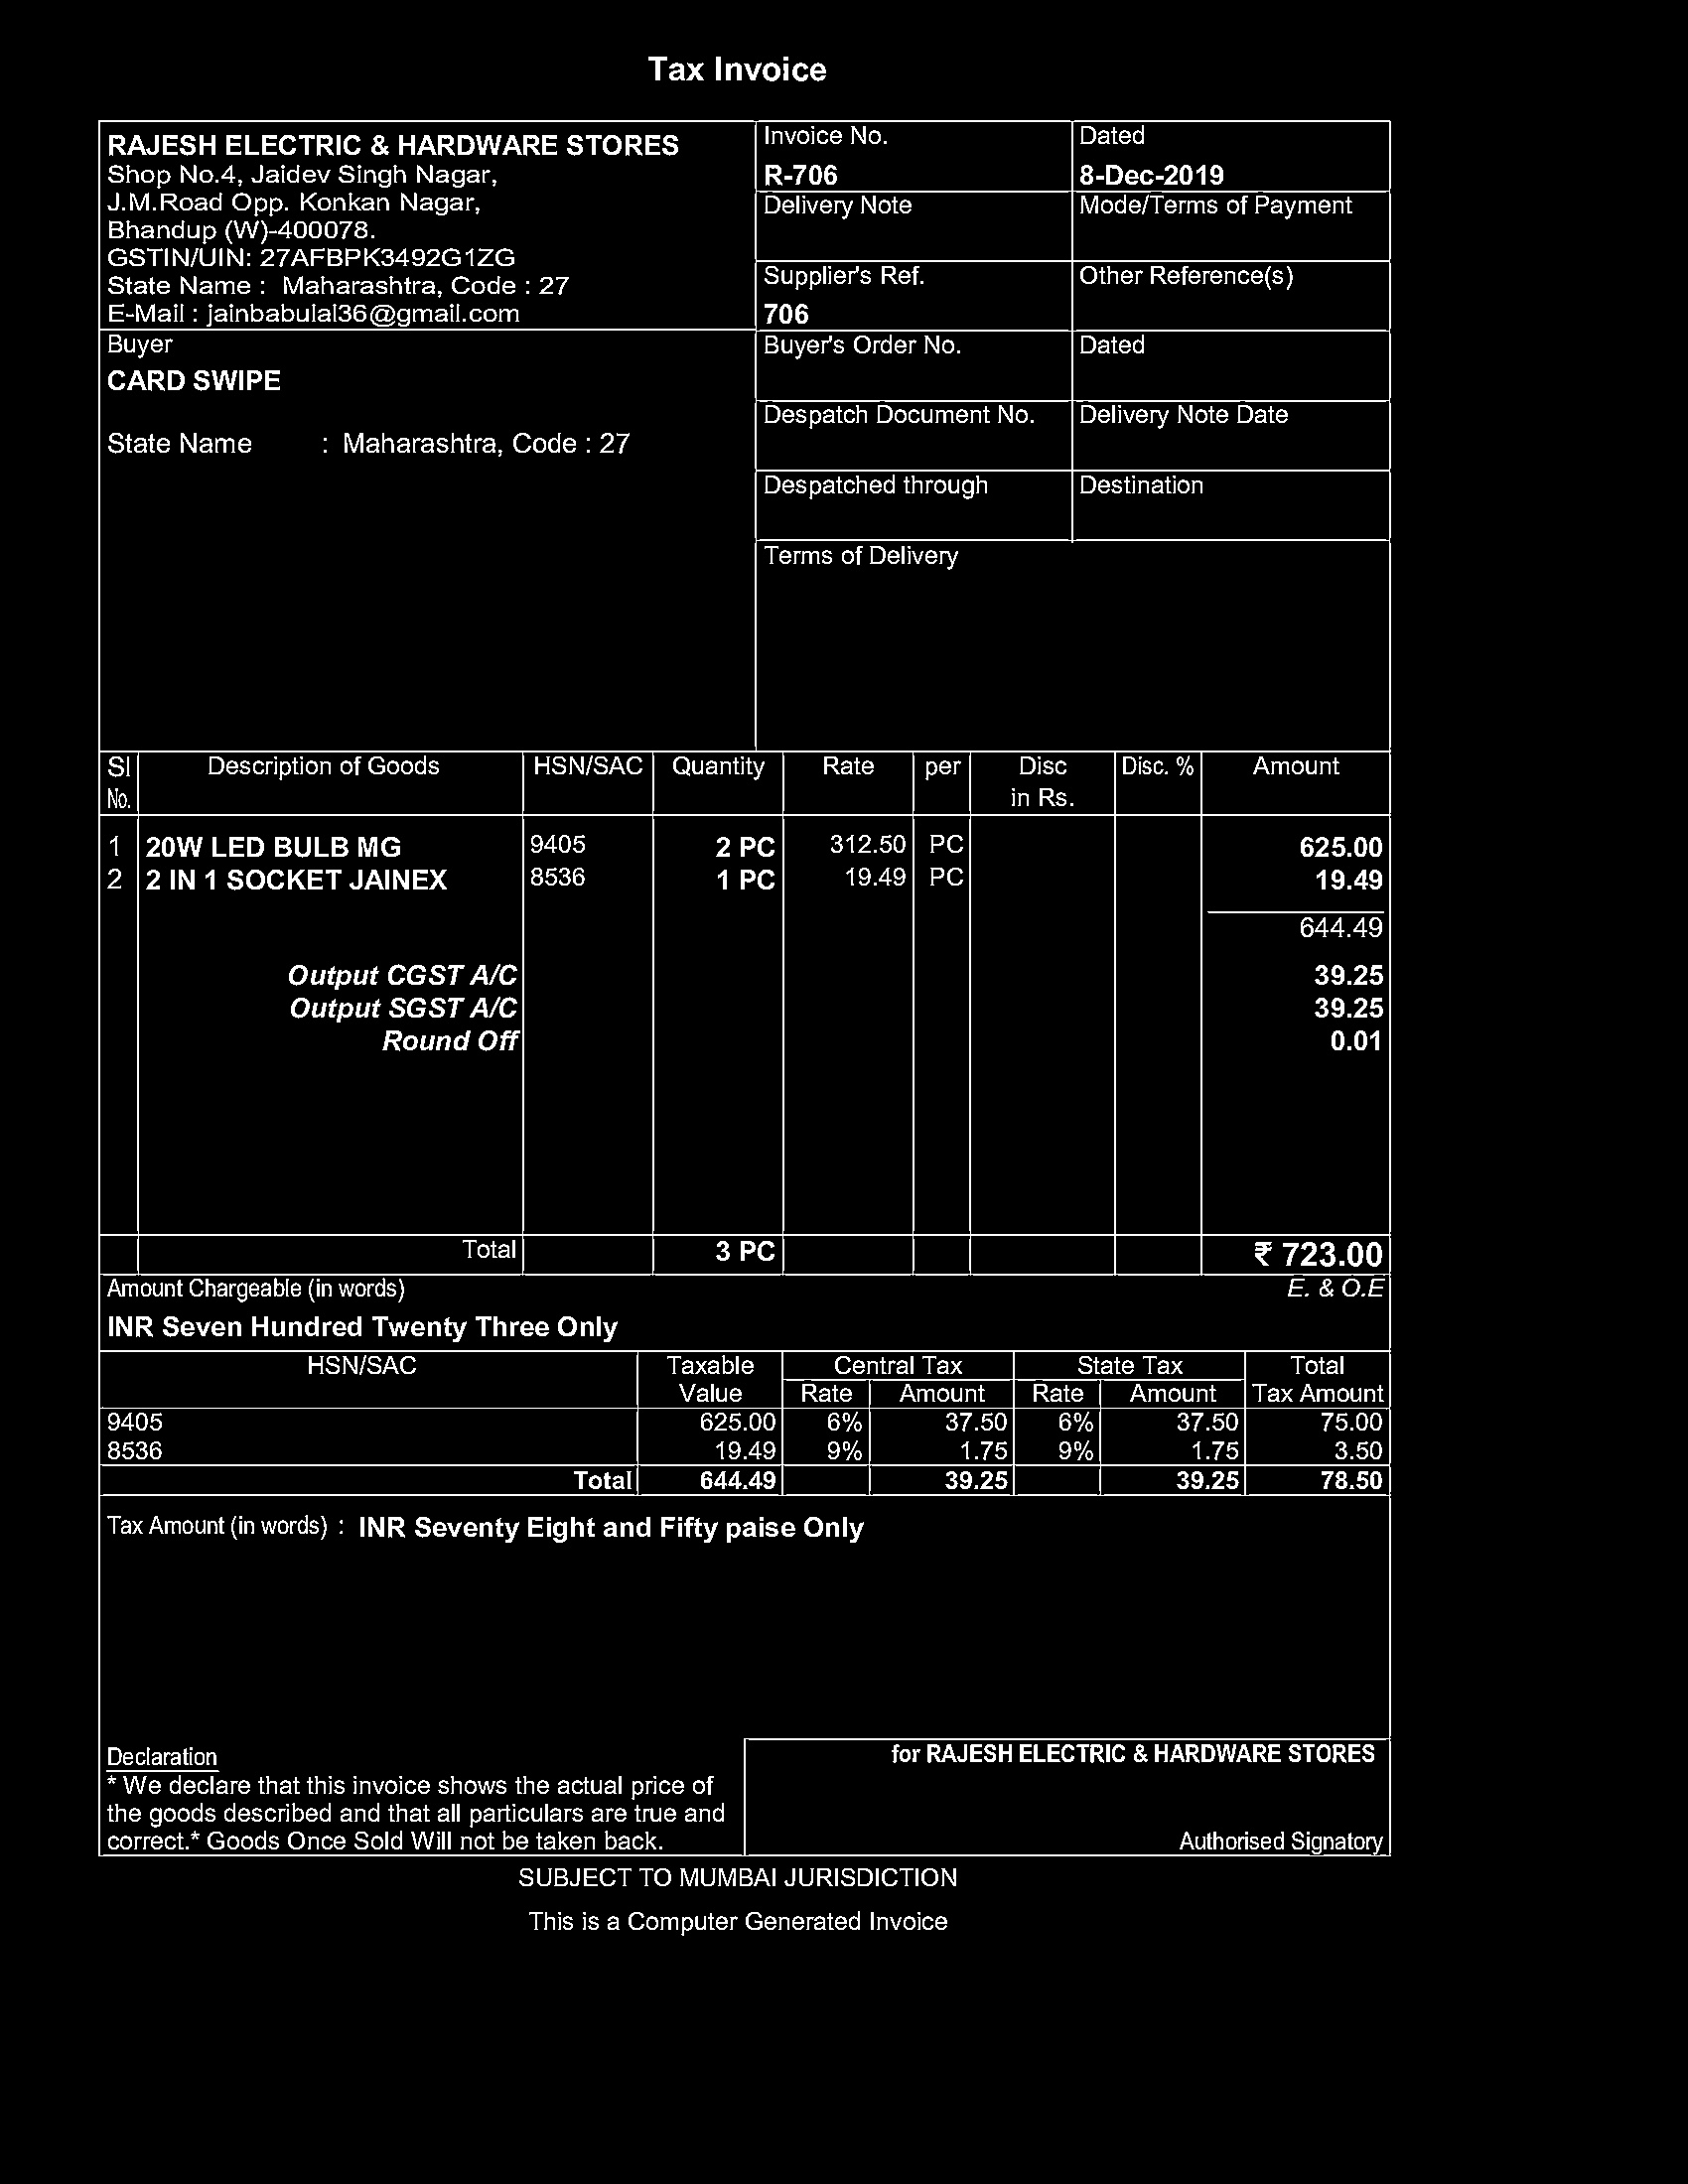 Tax Invoice
RAJESH ELECTRIC & HARDWARE STORES
Shop No.4, Jaidev Singh Nagar,
J.M.Road Opp. Konkan Nagar,
Bhandup (W)-400078.
GSTIN/UIN: 27AFBPK3492G1ZG
State Name : Maharashtra, Code : 27
E-Mail : jainbabulal36@gmail.com
Invoice No. Dated
R-706 8-Dec-2019
Delivery Note Mode/Terms of Payment
Supplier's Ref. Other Reference(s)
706
Buyer
CARD SWIPE
State Name : Maharashtra, Code : 27
Buyer's Order No. Dated
Despatch Document No. Delivery Note Date
Despatched through Destination
Terms of Delivery
Sl Description of Goods HSN/SAC Quantity Rate per Disc Disc. % Amount
No. in Rs.
1 20W LED BULB MG 9405 2 PC 312.50 PC 625.00
2 2 IN 1 SOCKET JAINEX 8536 1 PC 19.49 PC 19.49
644.49
Output CGST A/C 39.25
Output SGST A/C 39.25
Round Off 0.01
Total 3 PC ₹ 723.00
Amount Chargeable (in words) E. & O.E
INR Seven Hundred Twenty Three Only
HSN/SAC Taxable Central Tax State Tax Total
Value Rate Amount Rate Amount Tax Amount
9405 625.00 6% 37.50 6% 37.50 75.00
8536 19.49 9% 1.75 9% 1.75 3.50
Total 644.49 39.25 39.25 78.50
Tax Amount (in words) : INR Seventy Eight and Fifty paise Only
Declaration
* We declare that this invoice shows the actual price of
the goods described and that all particulars are true and
correct.* Goods Once Sold Will not be taken back.
for RAJESH ELECTRIC & HARDWARE STORES
Authorised Signatory
SUBJECT TO MUMBAI JURISDICTION
This is a Computer Generated Invoice